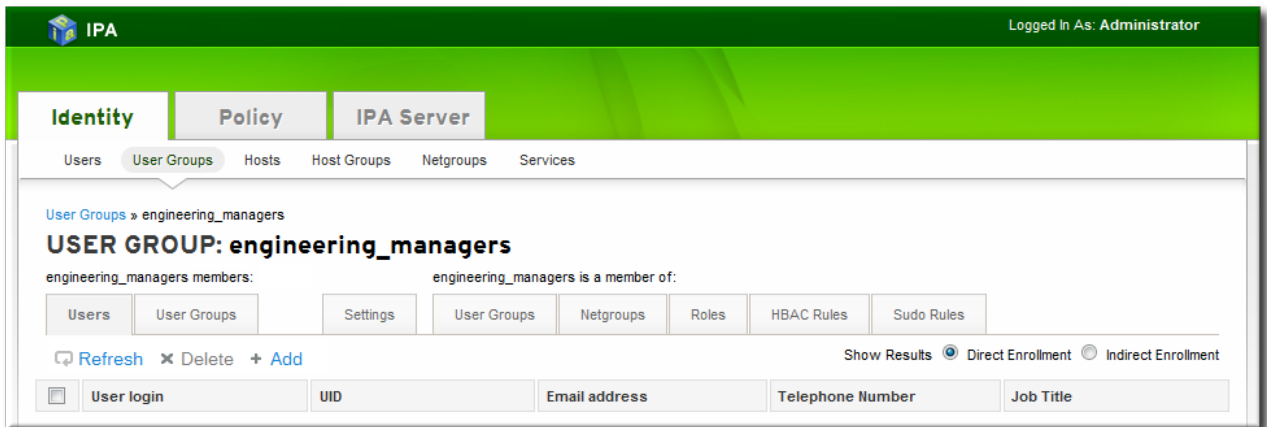 IPA
Logged In As: Administrator
Identity Policy IPA Server
Users User Groups Hosts Host Groups Netgroups Services
User Groups » engineering_managers
USER GROUP: engineering_managers
engineering_managers members: engineering_managers is a member of:
Users User Groups Settings User Groups Netgroups Roles HBAC Rules Sudo Rules
Refresh Delete + Add Show Results Direct Enrollment Indirect Enrollment
User login UID Email address Telephone Number Job Title